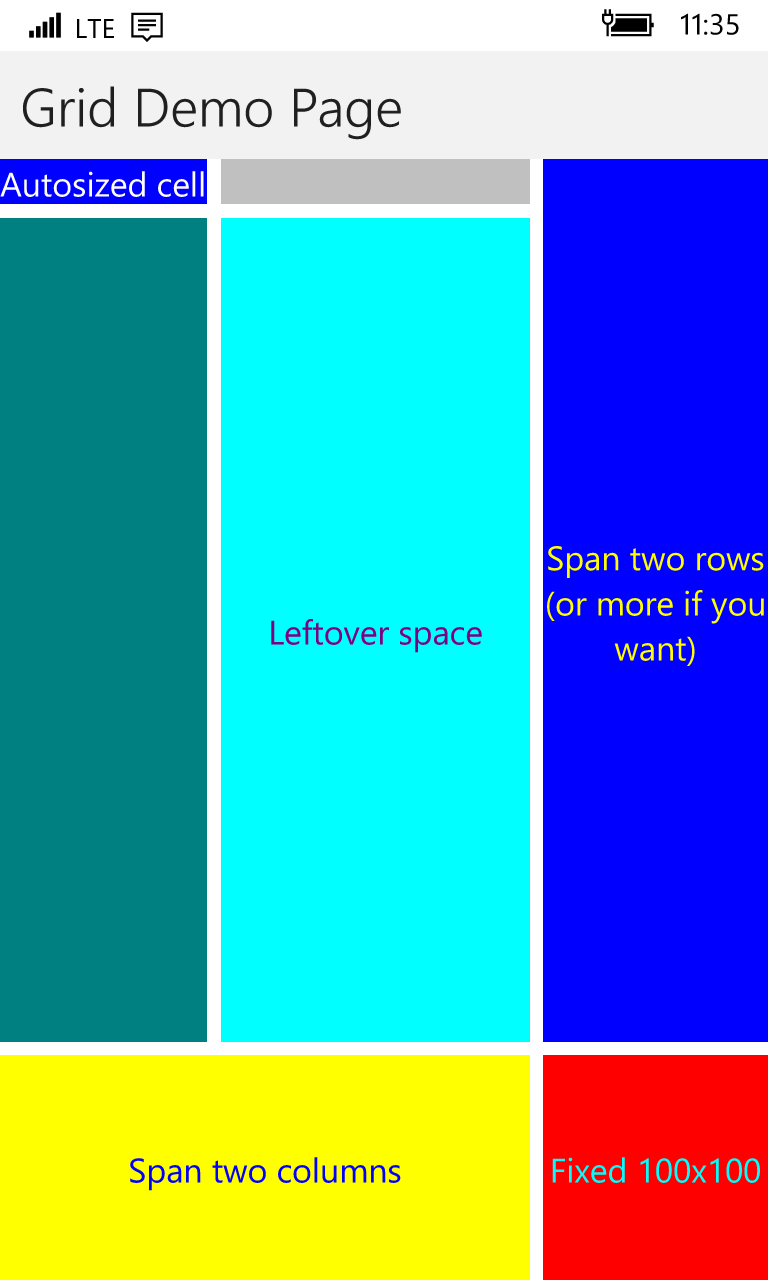 LTE 11:35
Grid Demo Page
Autosized cell
Span two rows
(or more if you
want)
Leftover space
Span two columns
Fixed 100x100